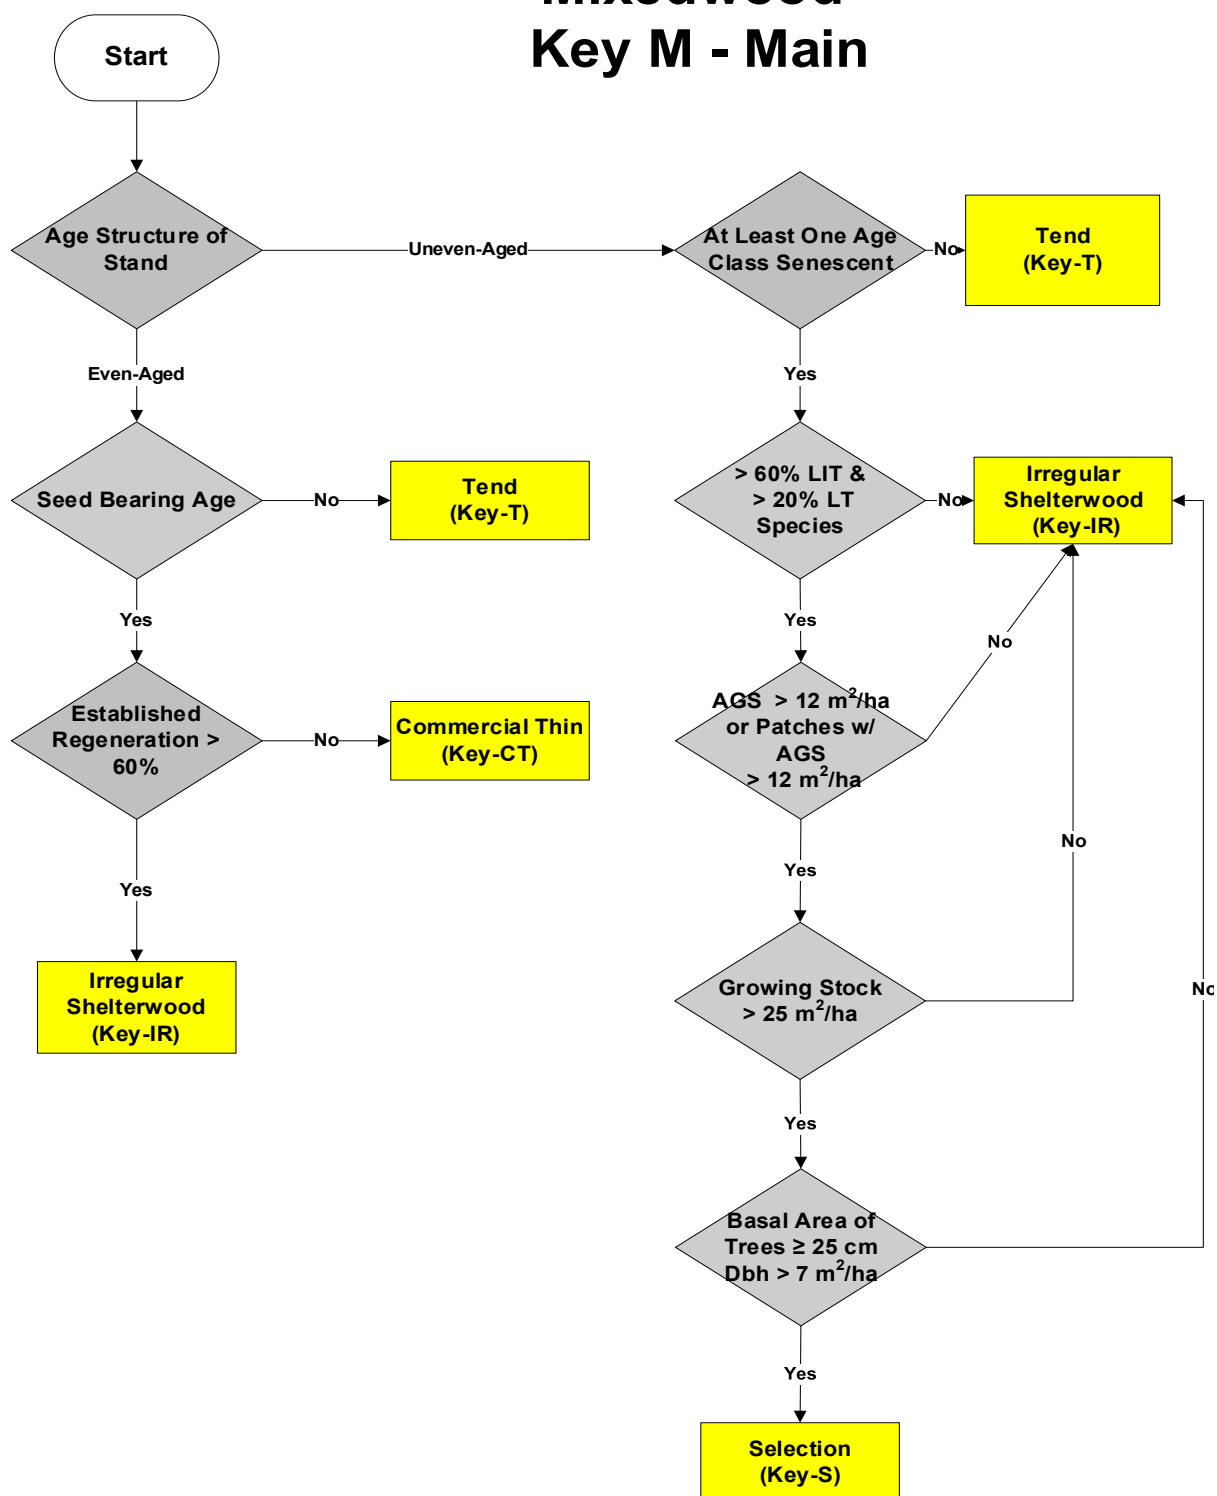 Mixedwood
Key M - Main
Start
Age Structure of
Stand
Uneven-Aged
At Least One Age
Class Senescent
No
Tend
(Key-T)
Even-Aged
Yes
Seed Bearing Age
No
Tend
(Key-T)
> 60% LIT &
> 20% LT
Species
No
Irregular
Shelterwood
(Key-IR)
Yes
Yes
No
Established
Regeneration >
60%
No
Commercial Thin
(Key-CT)
AGS > 12 m²/ha
or Patches w/
AGS
> 12 m²/ha
No
Yes
Yes
Irregular
Shelterwood
(Key-IR)
Growing Stock
> 25 m²/ha
No
Yes
Basal Area of
Trees ≥ 25 cm
Dbh > 7 m²/ha
Yes
Selection
(Key-S)